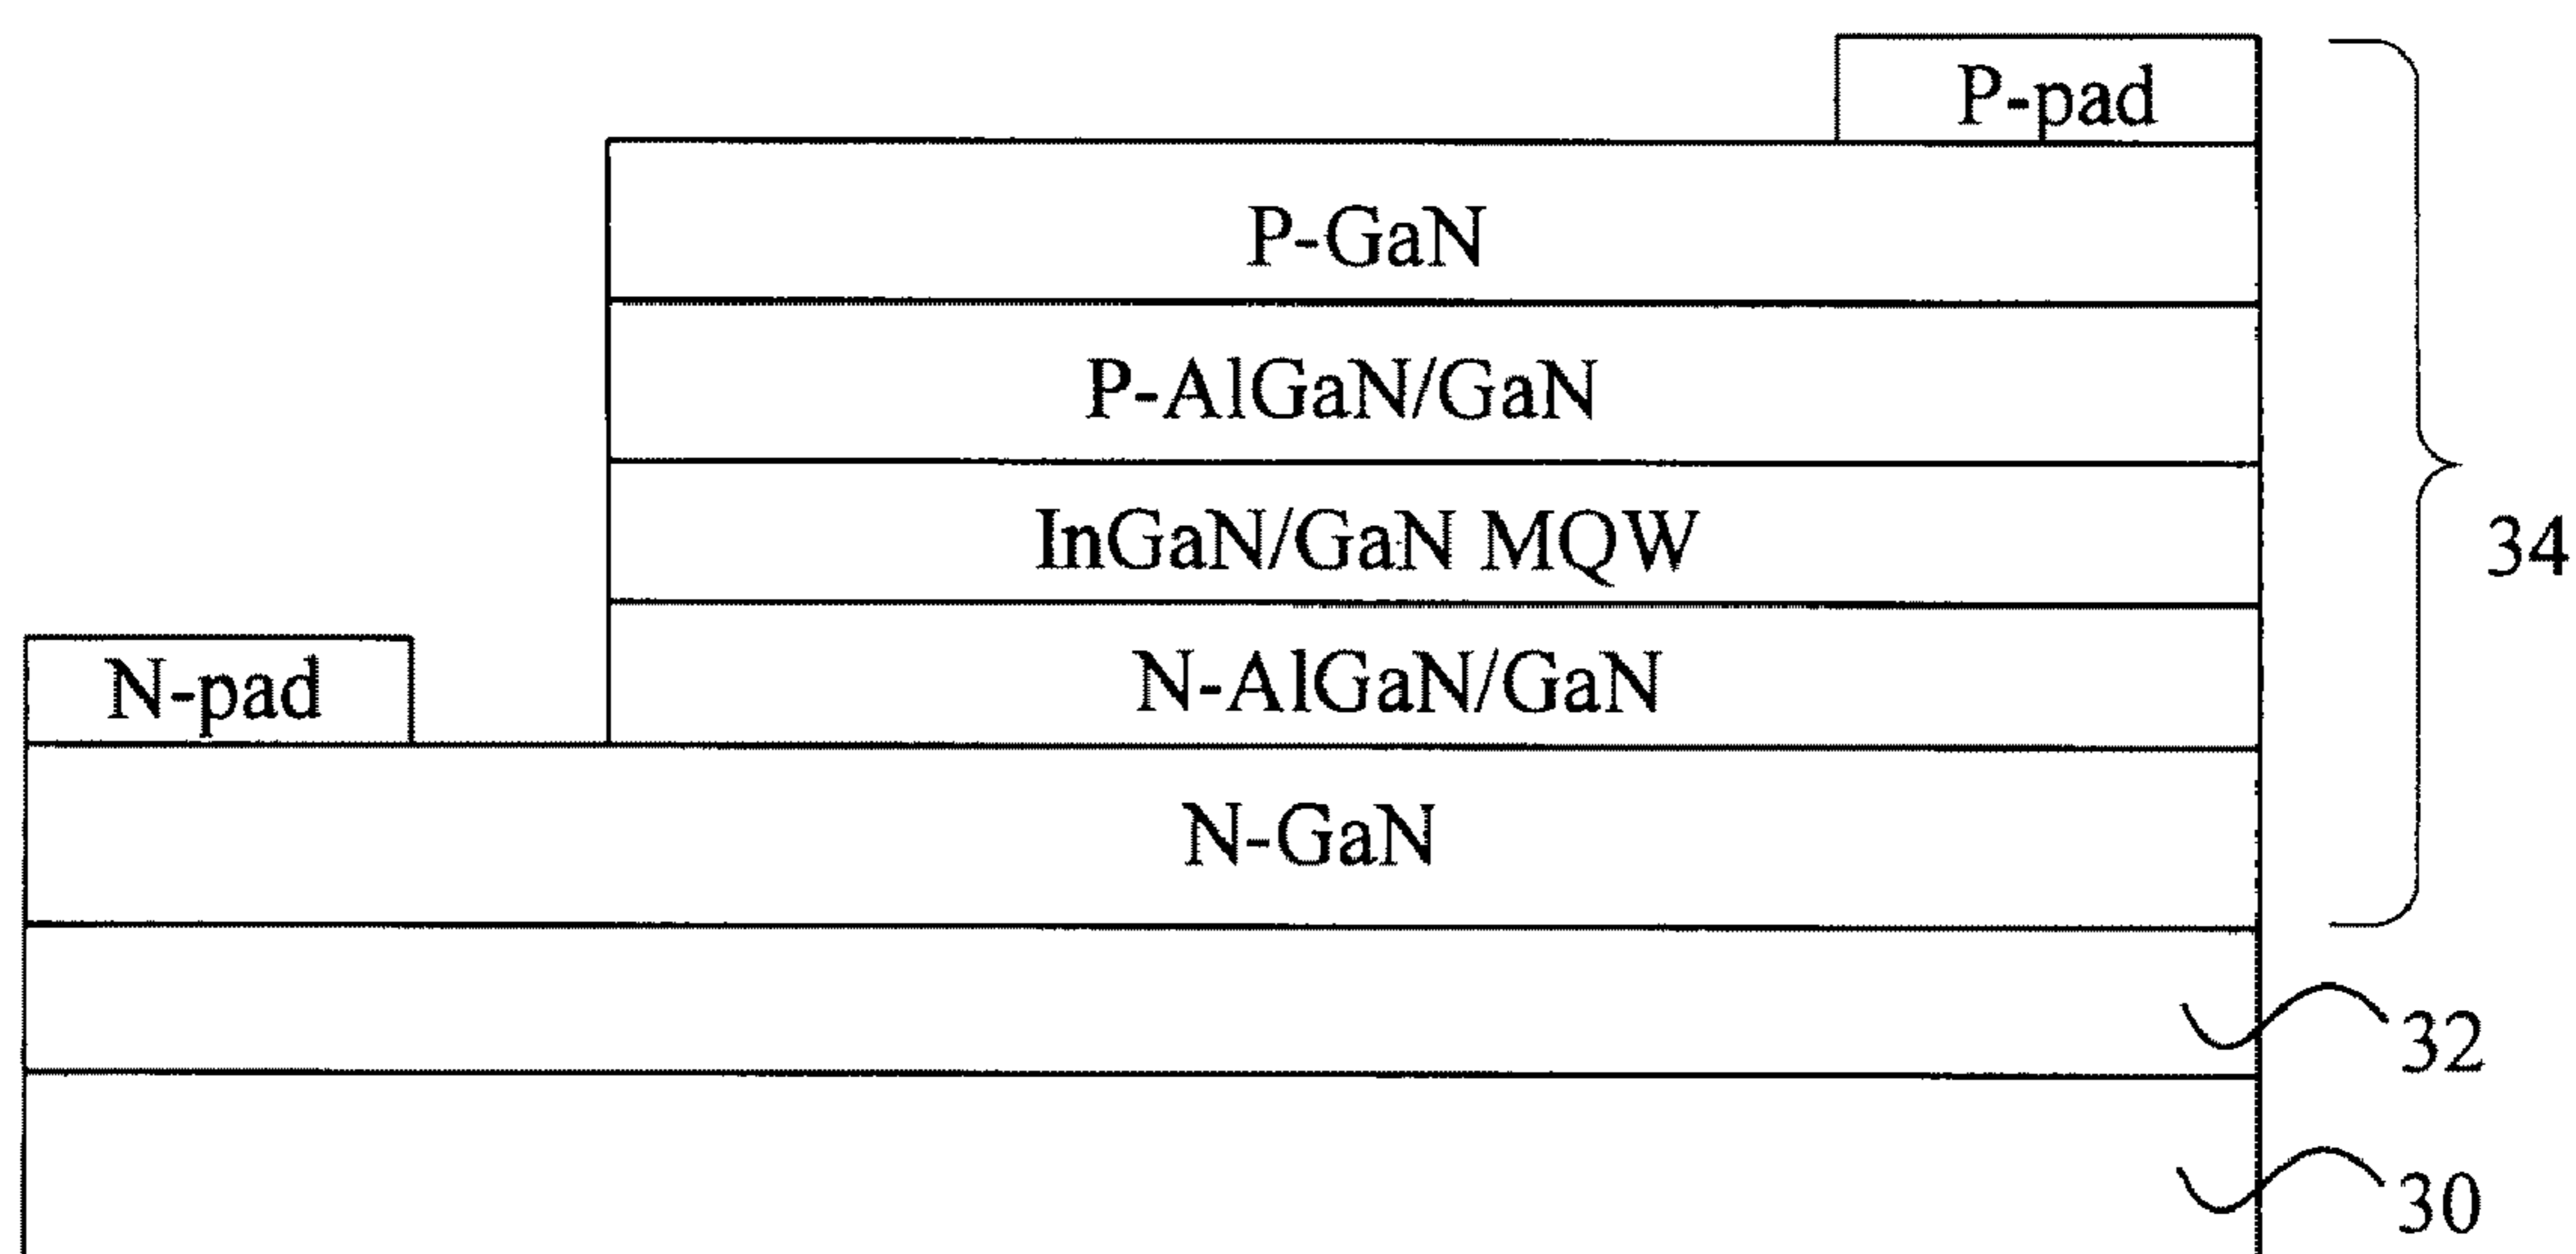 P-pad
P-GaN
P-AlGaN/GaN
InGaN/GaN MQW
34
N-AlGaN/GaN
N-pad
N-GaN
32
30